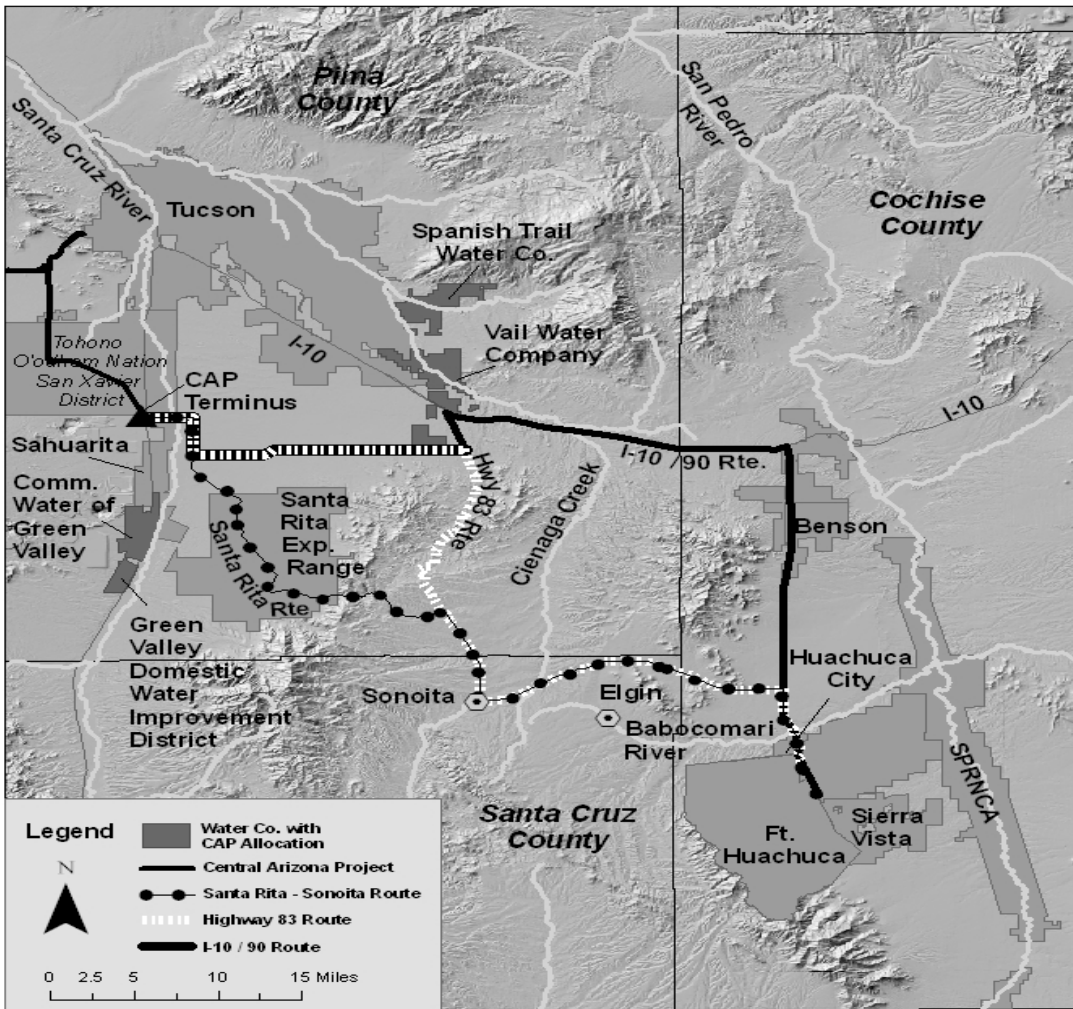 Pima
County
Santa Cruz River
San Pedro
River
Tucson
Cochise
County
Spanish Trail
Water Co.
I-10
Vail Water
Company
Tohono
O'odham Nation
San Xavier
District
CAP
Terminus
I-10
I-10 / 90 Rte.
Sahuarita
Hwy 83 Rte
Cienaga Creek
Comm.
Water of
Green
Valley
Santa
Rita
Exp.
Range
Santa Rita
Rte
Benson
Green
Valley
Domestic
Water
Improvement
District
Huachuca
City
Sonoita
Elgin
Babocomari
River
SPRNCA
Santa Cruz
County
Sierra
Vista
Ft.
Huachuca
Legend
N
Water Co. with
CAP Allocation
Central Arizona Project
Santa Rita - Sonoita Route
Highway 83 Route
I-10 / 90 Route
0 2.5 5 10 15 Miles